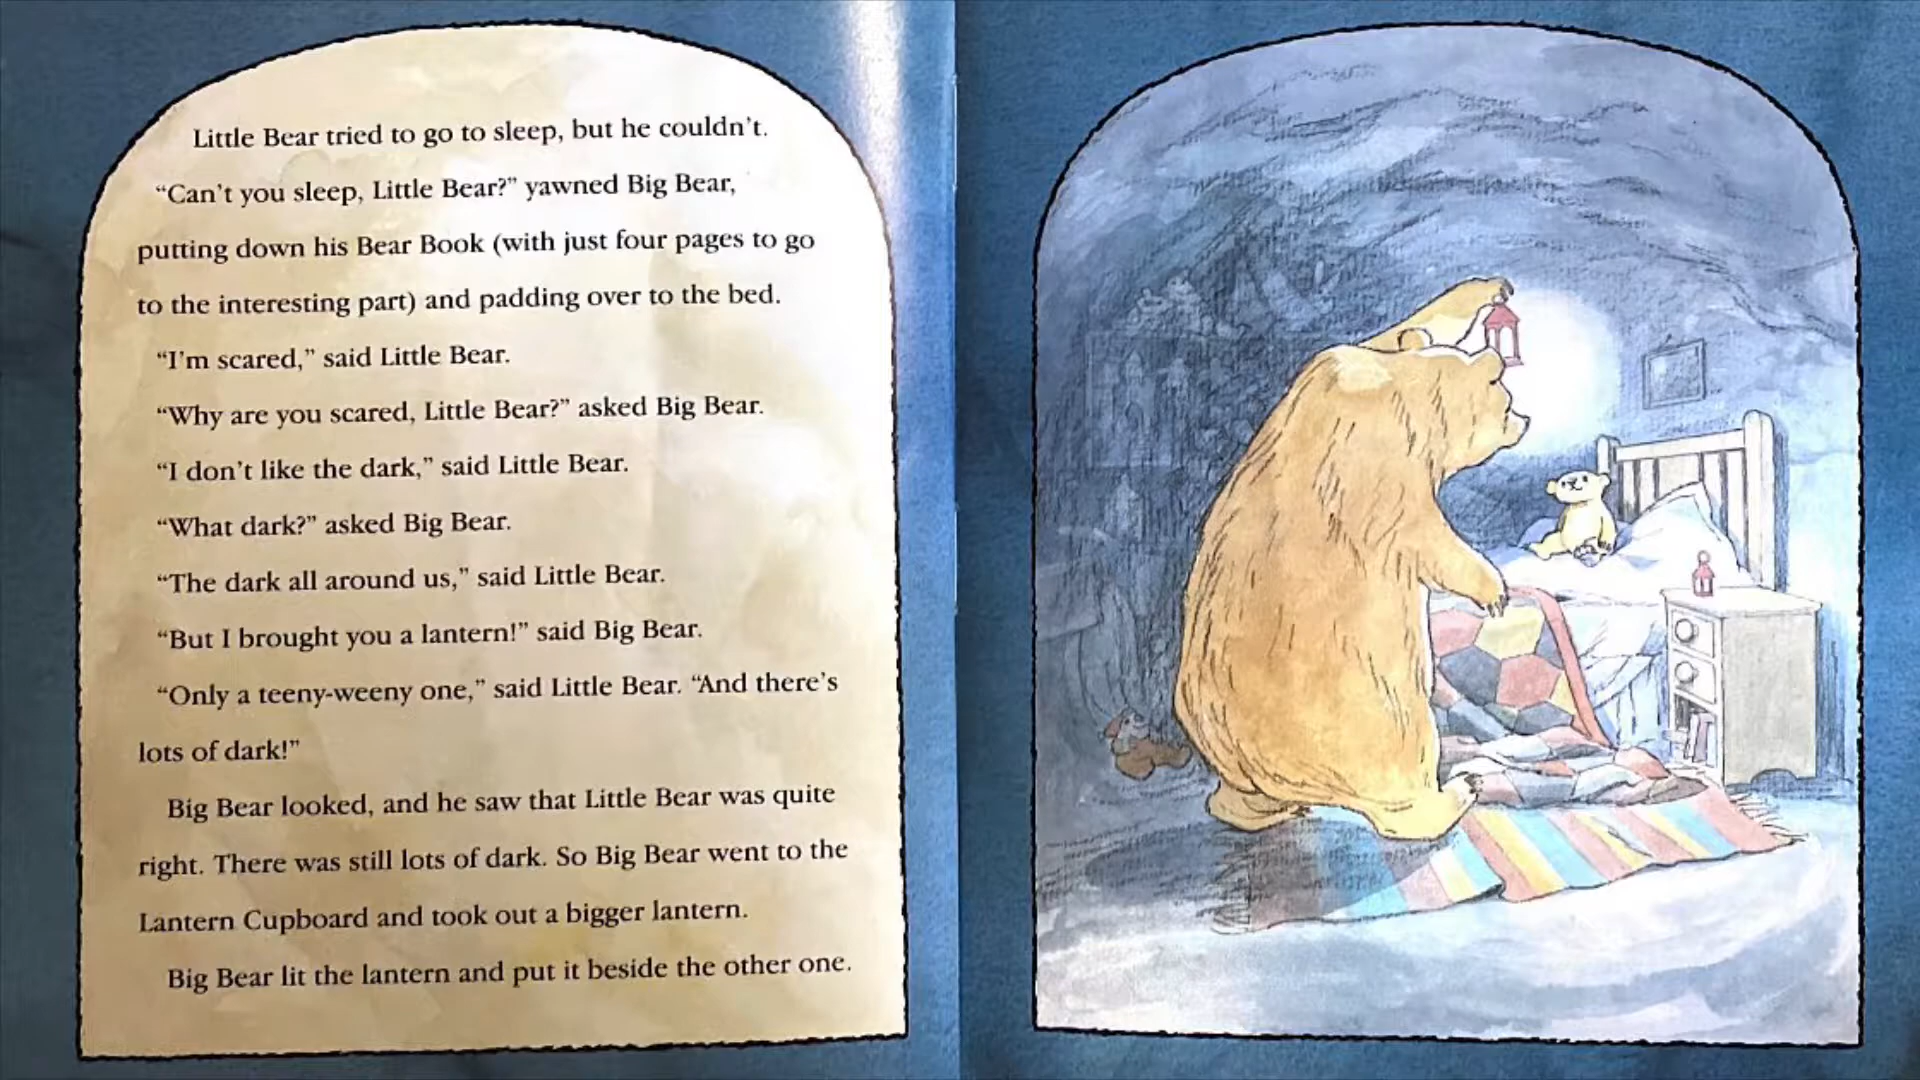 Little Bear tried to go to sleep, but he couldn't.
“Can't you sleep, Little Bear?” yawned Big Bear,
putting down his Bear Book (with just four pages to go
to the interesting part) and padding over to the bed.
“I'm scared,” said Little Bear.
“Why are you scared, Little Bear?” asked Big Bear.
“I don't like the dark,” said Little Bear.
“What dark?” asked Big Bear.
“The dark all around us,” said Little Bear.
“But I brought you a lantern!” said Big Bear.
“Only a teeny-weeny one,” said Little Bear. “And there's
lots of dark!”
Big Bear looked, and he saw that Little Bear was quite
right. There was still lots of dark. So Big Bear went to the
Lantern Cupboard and took out a bigger lantern.
Big Bear lit the lantern and put it beside the other one.